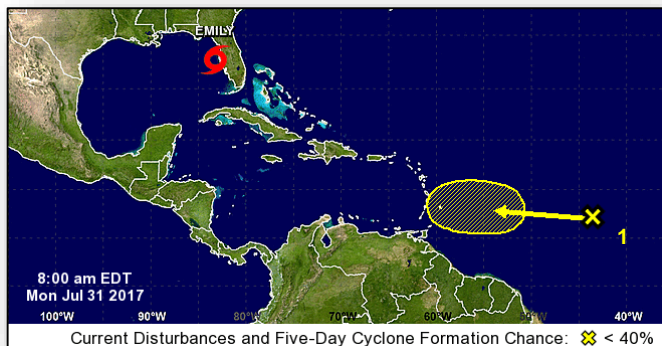 EMILY
1
8:00 am EDT
Mon Jul 31 2017
100°W 90°W 80°W 70°W 60°W 50°W 40°W
Current Disturbances and Five-Day Cyclone Formation Chance: < 40%